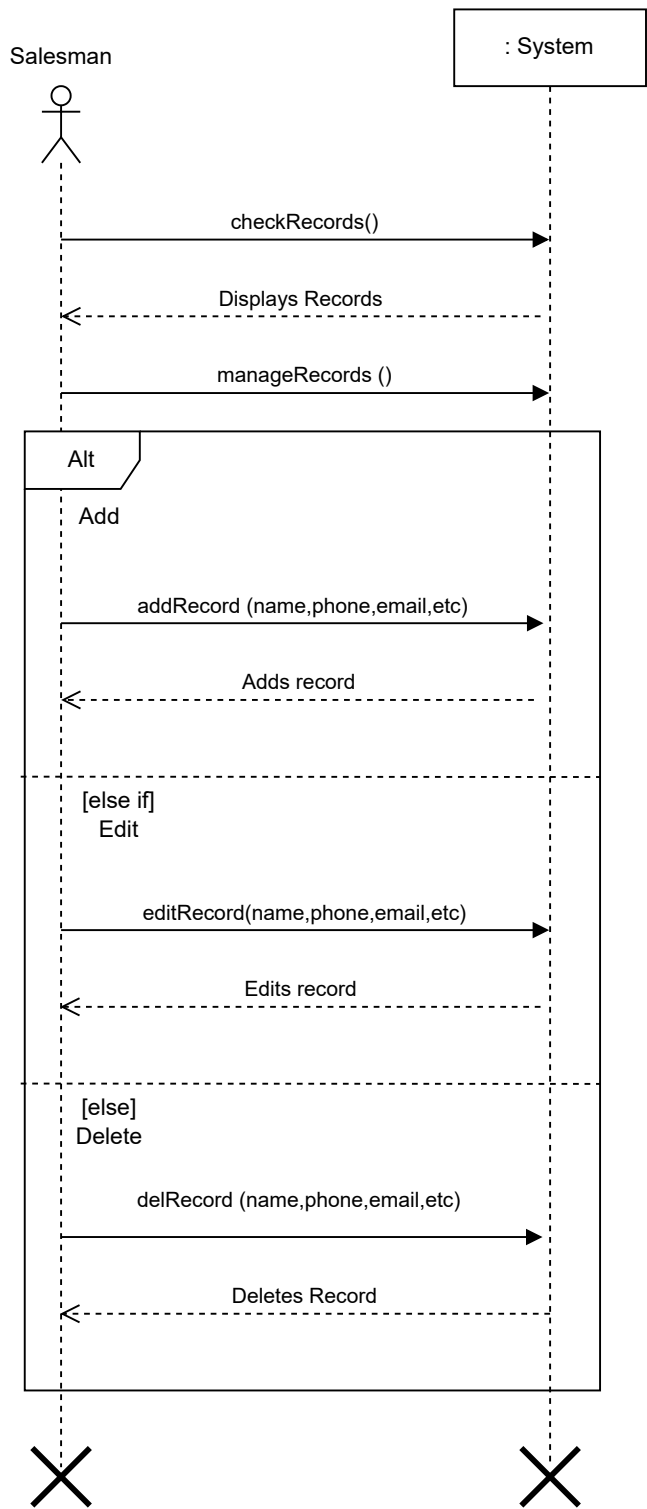 Salesman
: System
checkRecords()
Displays Records
manageRecords ()
Alt
Add
addRecord (name,phone,email,etc)
Adds record
[else if]
Edit
editRecord(name,phone,email,etc)
Edits record
[else]
Delete
delRecord (name,phone,email,etc)
Deletes Record